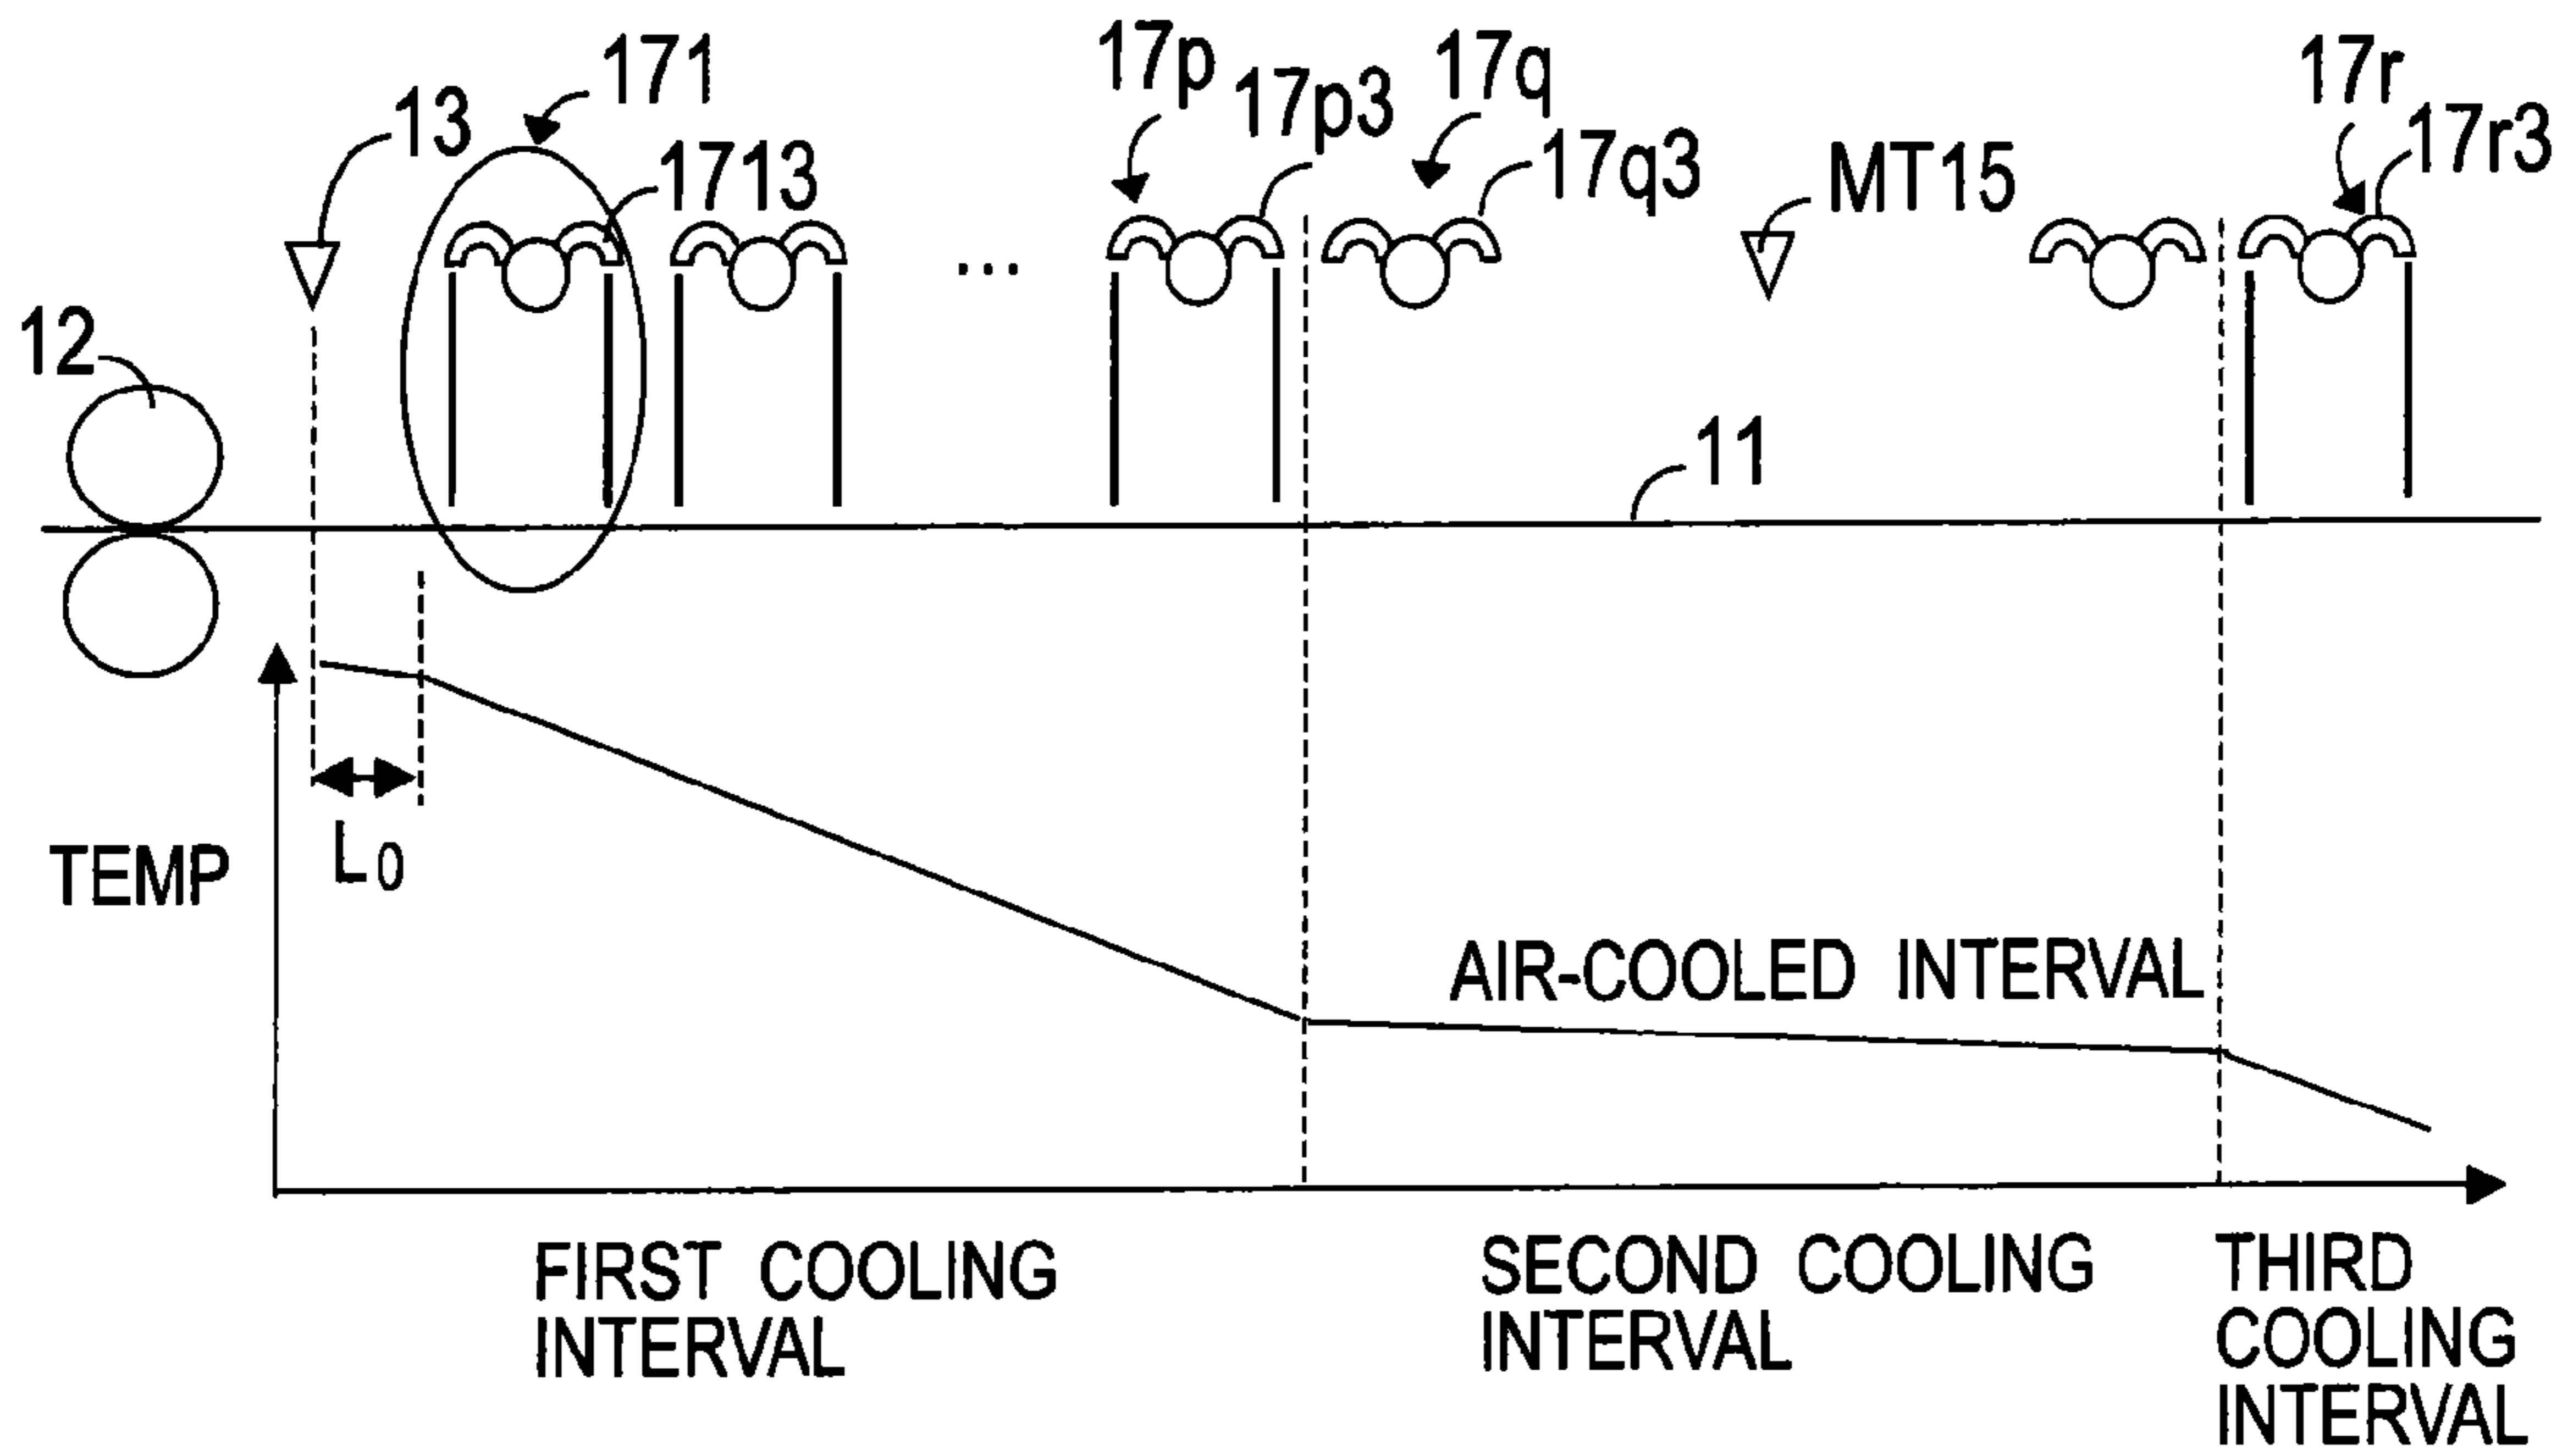 171
17p
17p3
17q
17q3
17r
17r3
13
1713
MT15
12
11
TEMP
L0
AIR-COOLED INTERVAL
FIRST COOLING
INTERVAL
SECOND COOLING
INTERVAL
THIRD
COOLING
INTERVAL
...